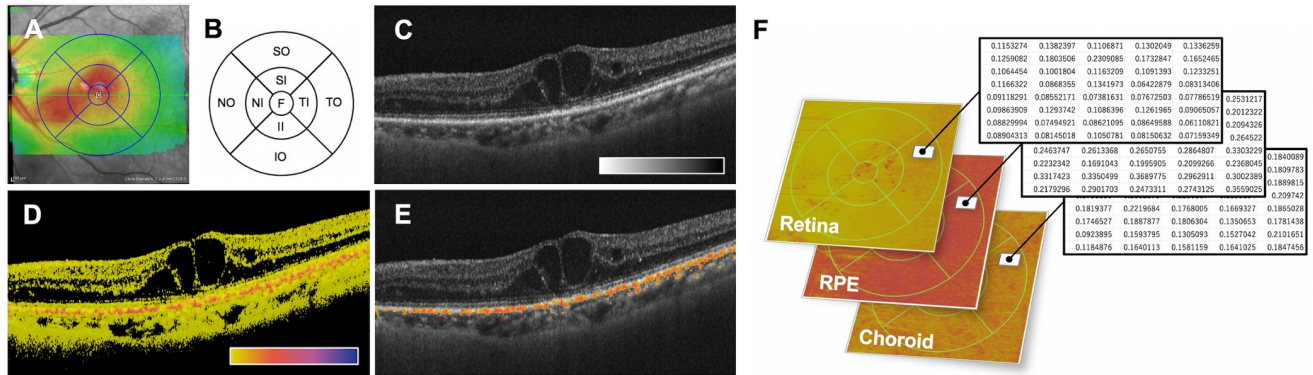 A
B
SO
SI
NO NI F TI TO
II
IO
C
D
E
F
0.1153274 0.1382397 0.1106871 0.1302049 0.1336259
0.1259082 0.1803506 0.2309085 0.1732847 0.1652465
0.1064454 0.1001804 0.1163209 0.1091393 0.1233251
0.1166322 0.0868355 0.1341973 0.06422879 0.08313406
0.09118291 0.08552171 0.07381631 0.07672503 0.07786519
0.09863909 0.1293742 0.1086396 0.1261965 0.09065057
0.08829994 0.07494921 0.08621095 0.08649588 0.06110821
0.08904313 0.08145018 0.1050781 0.08150632 0.07159349
0.2531217
0.2012322
0.2094326
0.264522
0.2463747 0.2613368 0.2650755 0.2864807 0.3303229
0.2232342 0.1691043 0.1995905 0.2099266 0.2368045
0.3317423 0.3350499 0.3689775 0.2962911 0.3002389
0.2179296 0.2901703 0.2473311 0.2743125 0.3559025
0.1840089
0.1809783
0.1889815
0.209742
0.1819377 0.2219684 0.1768005 0.1669327 0.1865028
0.1746527 0.1887877 0.1806304 0.1350653 0.1781438
0.0923895 0.1593795 0.1305093 0.1527042 0.2101651
0.1184876 0.1640113 0.1581159 0.1641025 0.1847456
Retina
RPE
Choroid